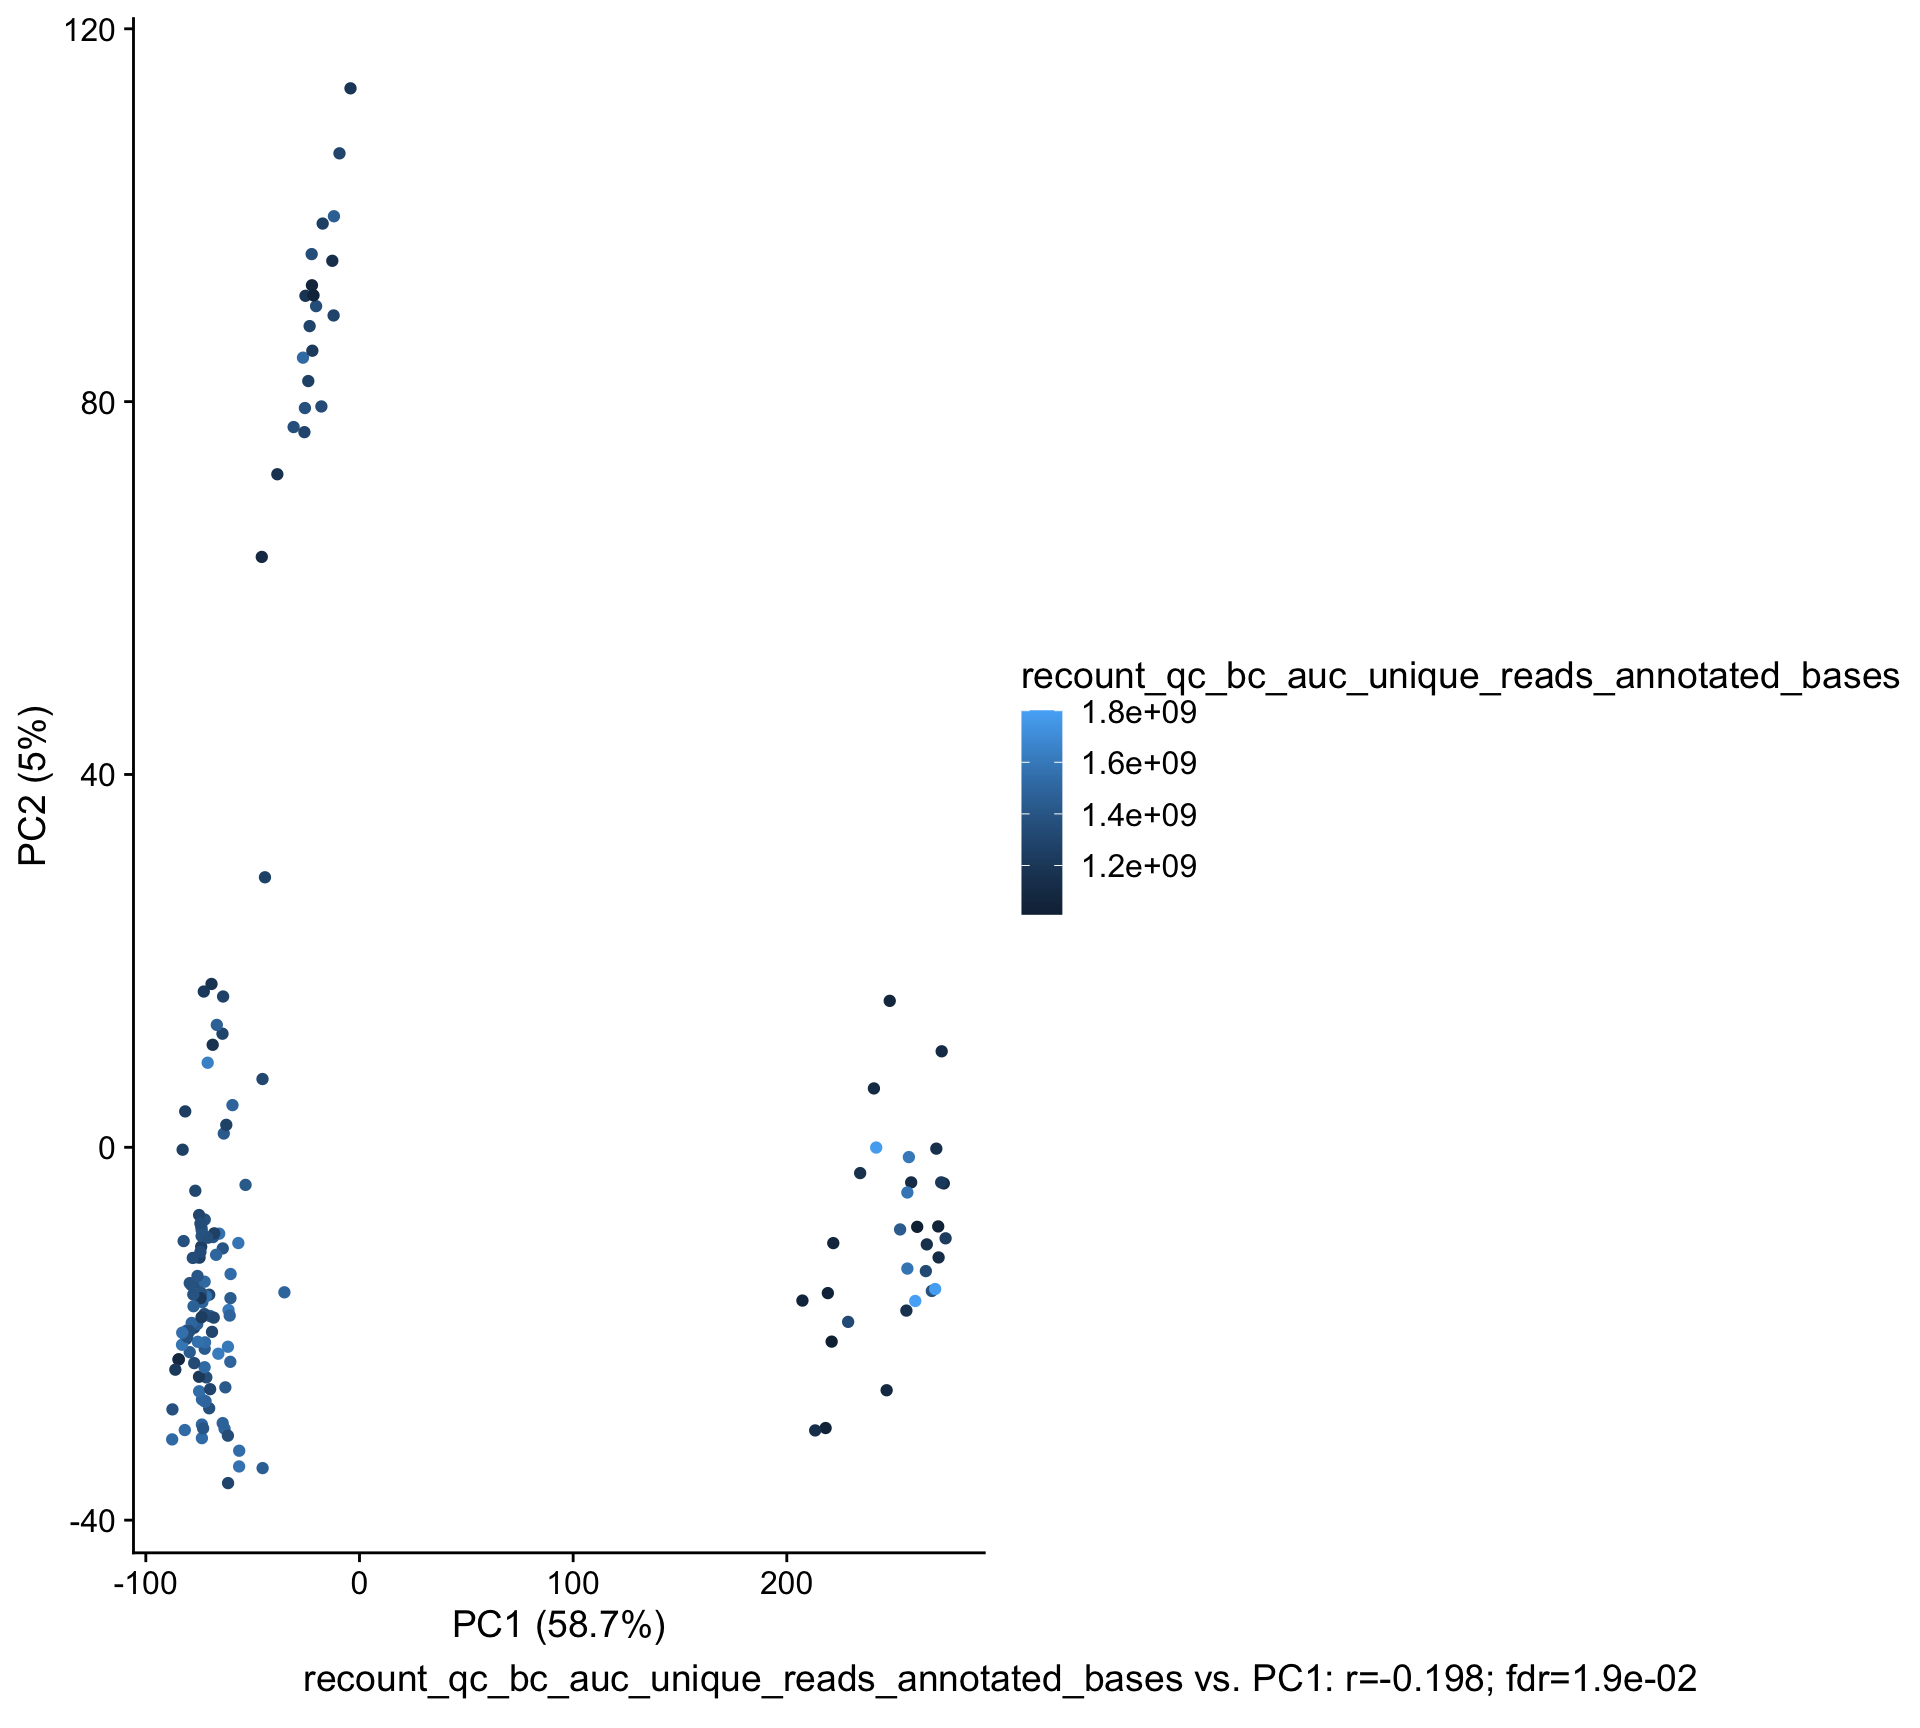 120
80
40
0
-40
PC2 (5%)
-100
0
100
200
PC1 (58.7%)
recount_qc_bc_auc_unique_reads_annotated_bases
1.8e+09
1.6e+09
1.4e+09
1.2e+09
recount_qc_bc_auc_unique_reads_annotated_bases vs. PC1: r=-0.198; fdr=1.9e-02